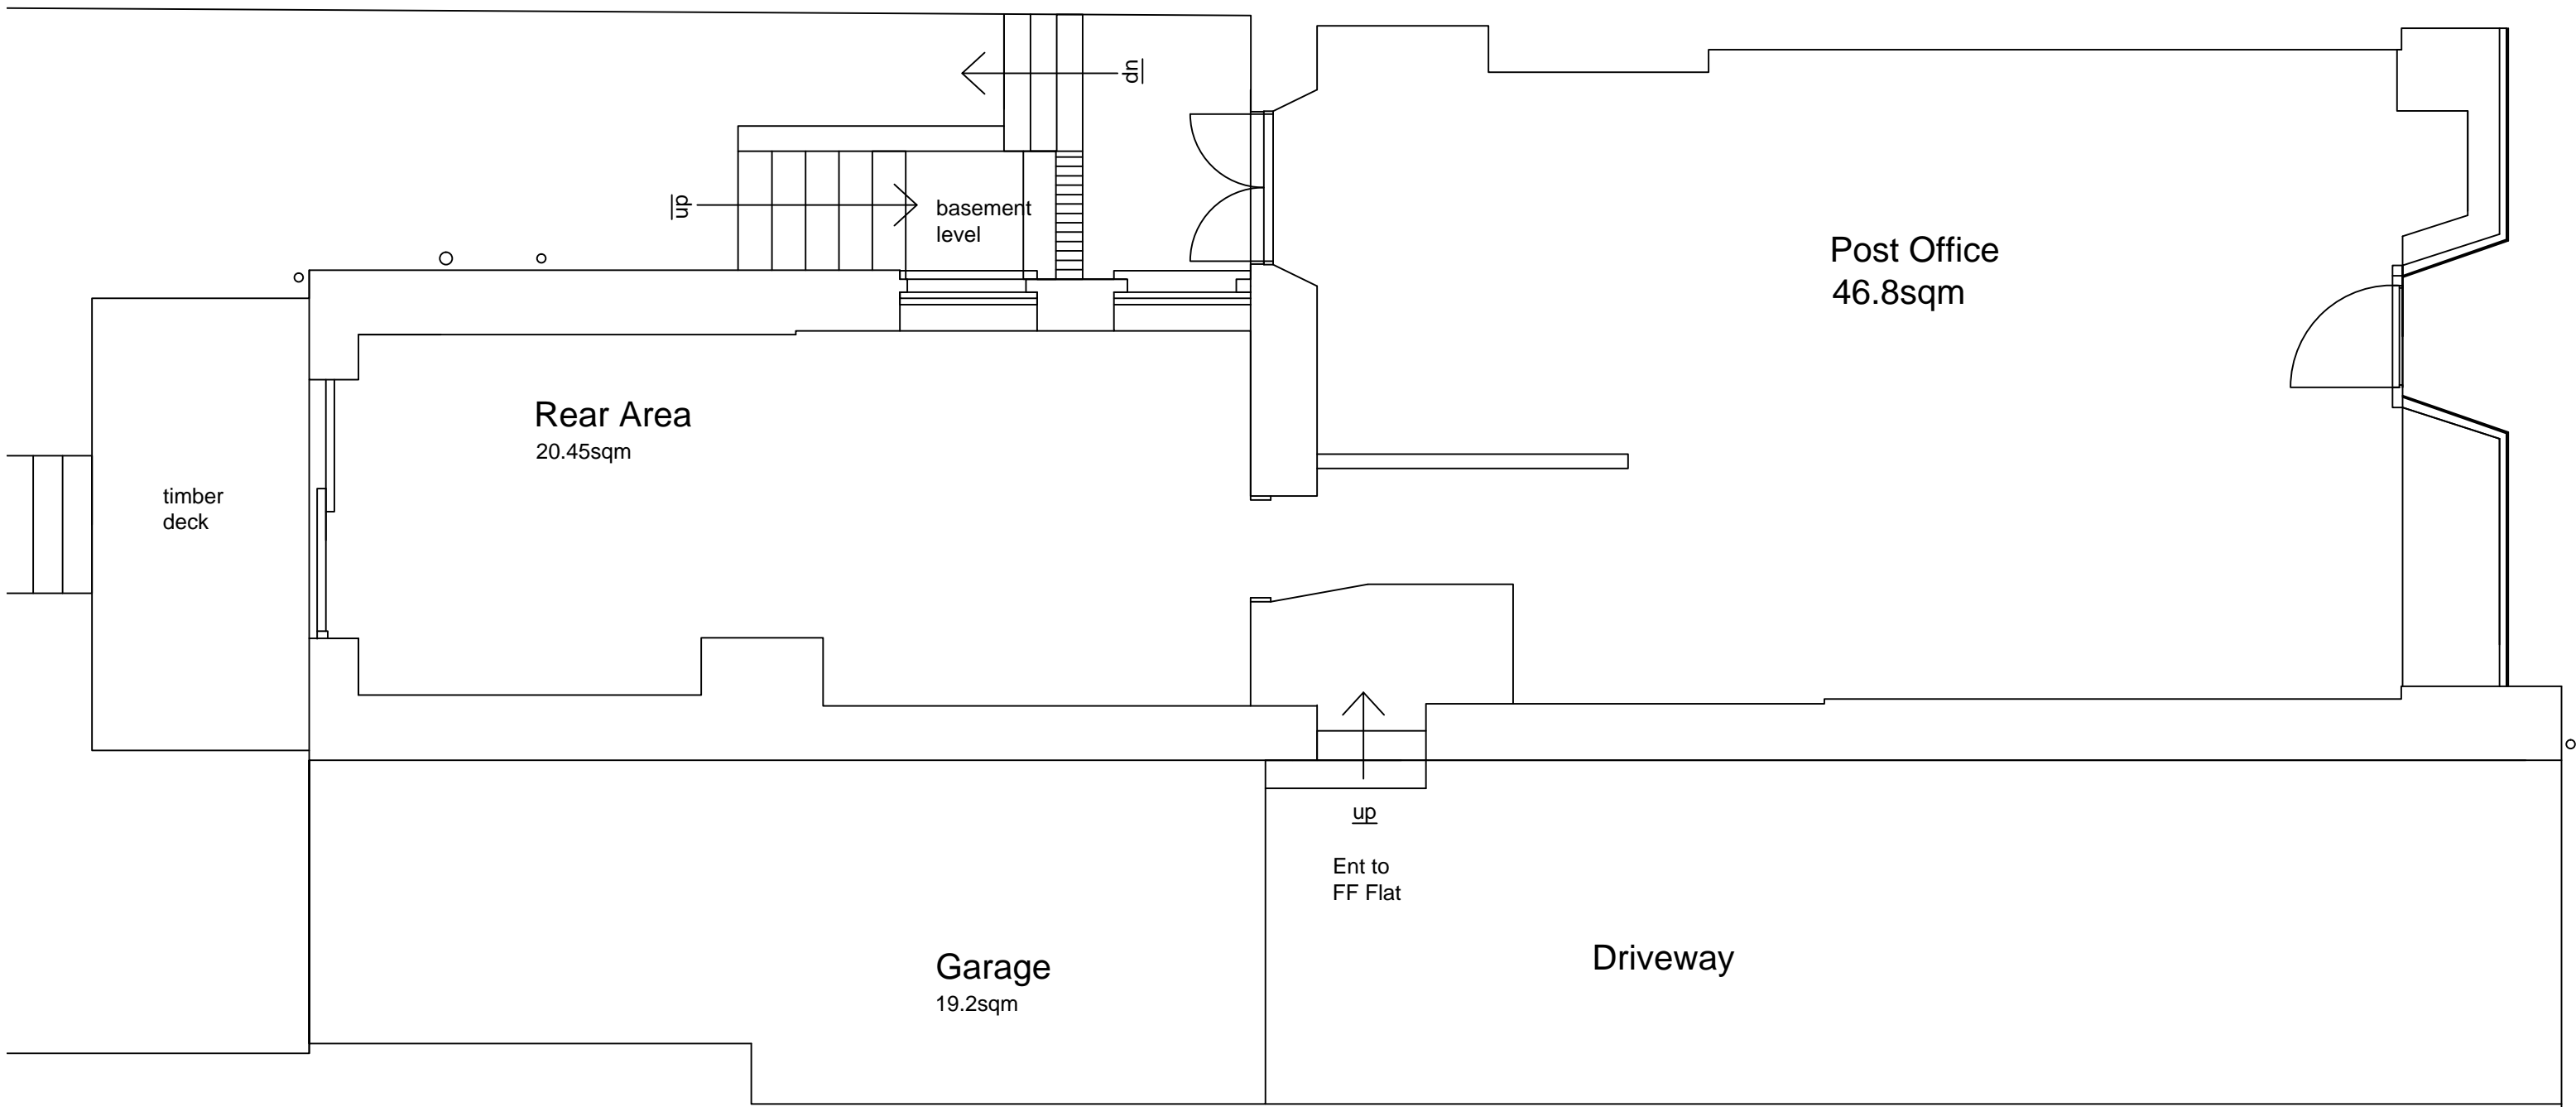 dn
dn
basement
level
Post Office
46.8sqm
Rear Area
20.45sqm
timber
deck
up
Ent to
FF Flat
Garage
19.2sqm
Driveway